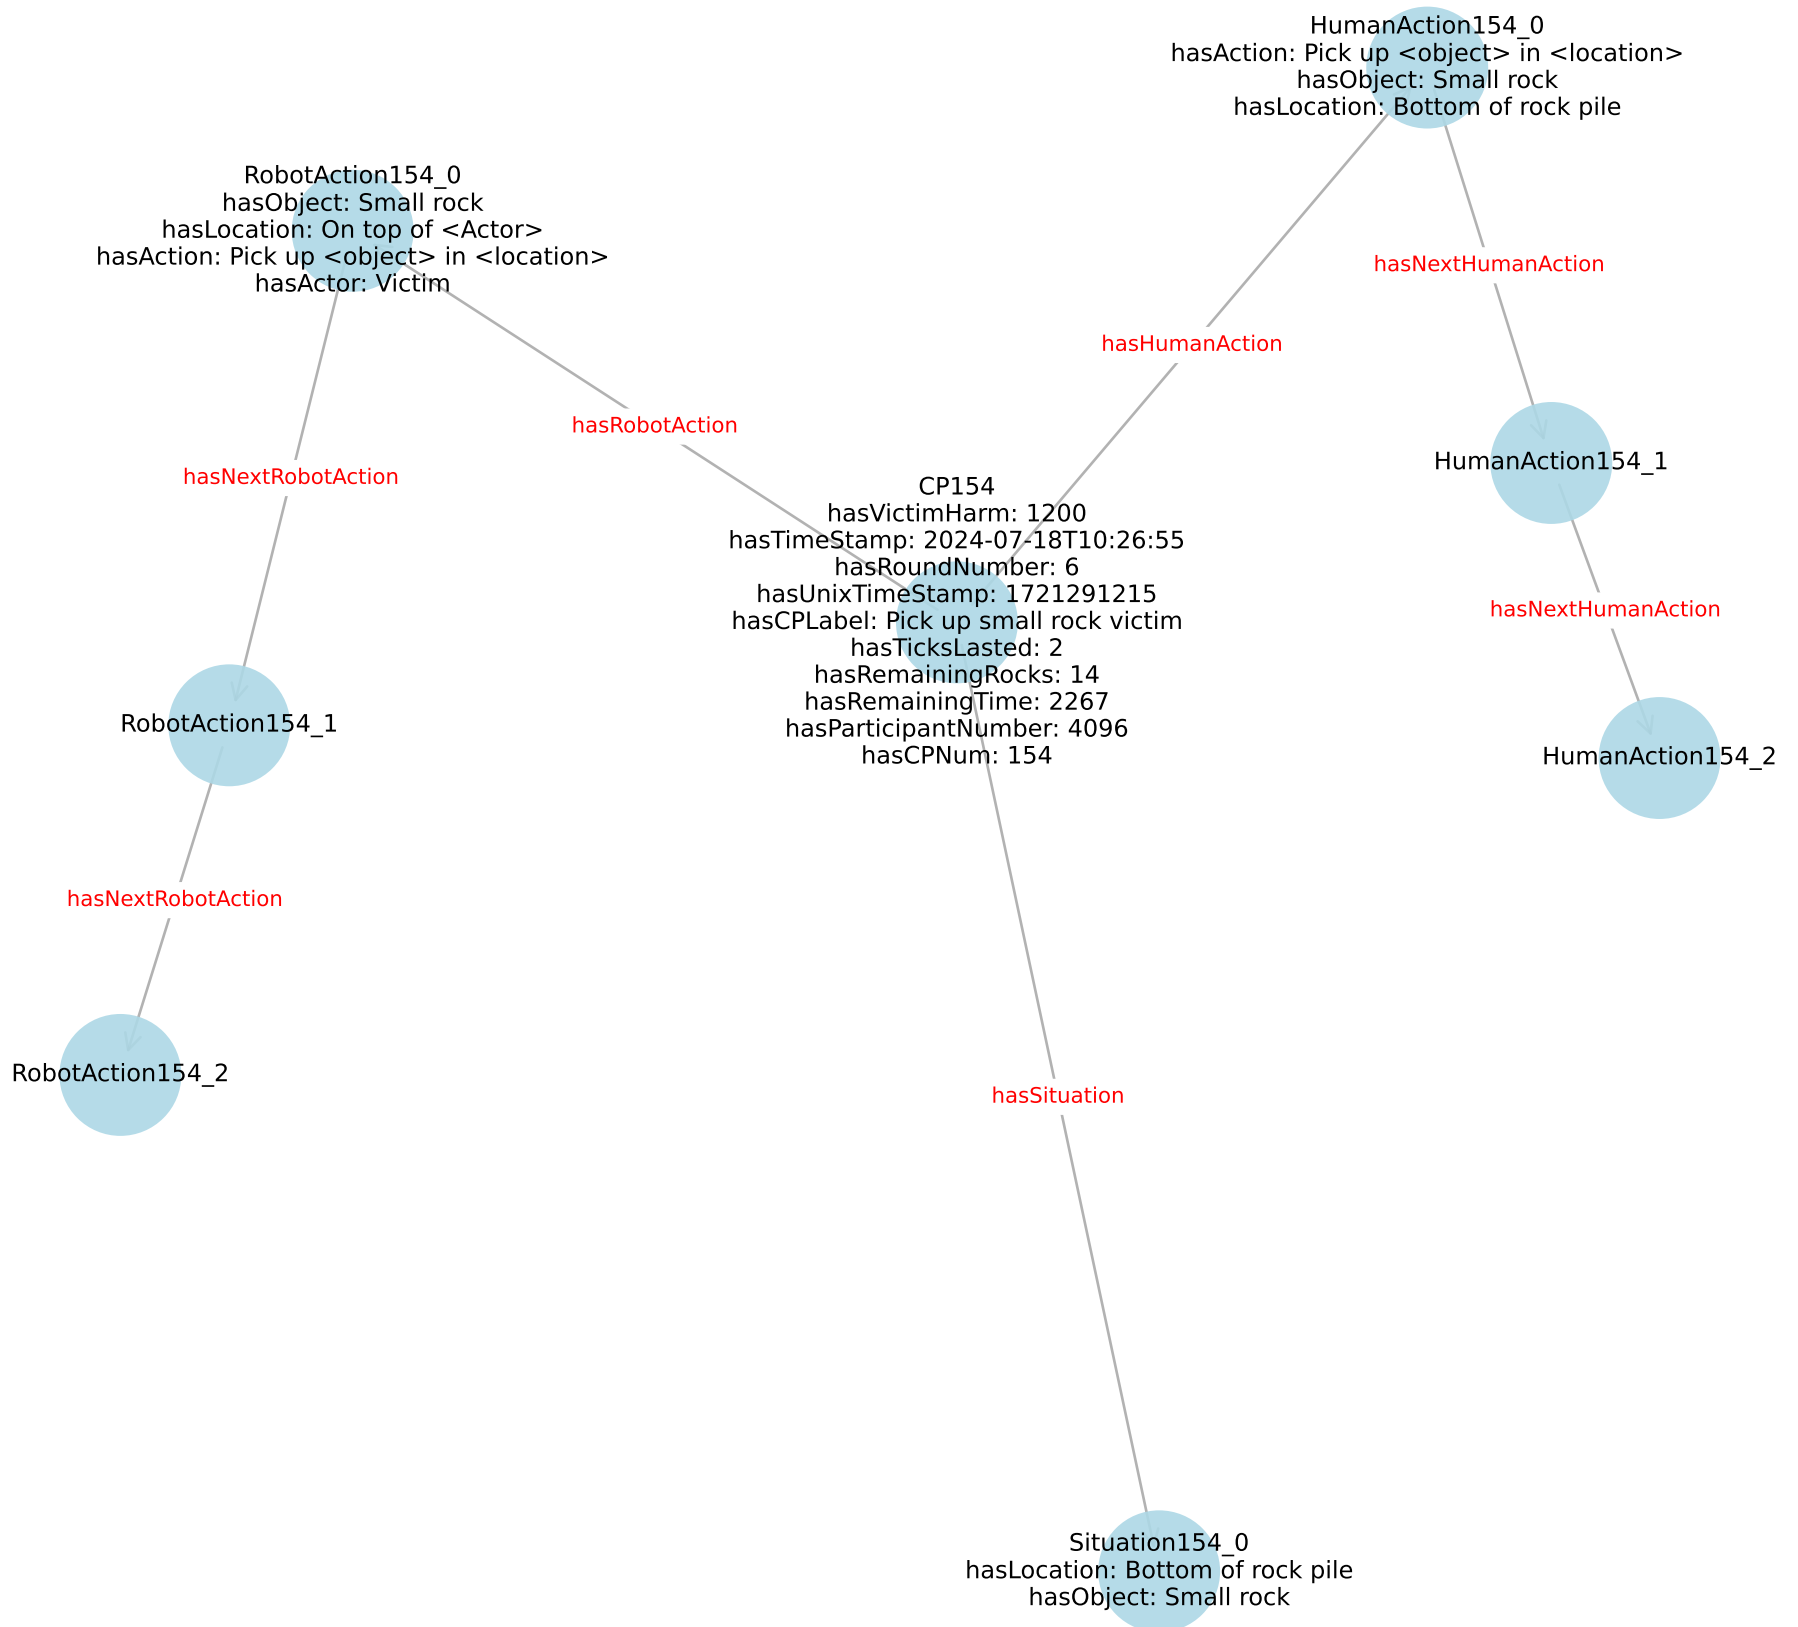 HumanAction154_0
hasAction: Pick up <object> in <location>
hasObject: Small rock
hasLocation: Bottom of rock pile
RobotAction154_0
hasObject: Small rock
hasLocation: On top of <Actor>
hasAction: Pick up <object> in <location>
hasActor: Victim
hasNextHumanAction
hasHumanAction
hasRobotAction
hasNextRobotAction
HumanAction154_1
CP154
hasVictimHarm: 1200
hasTimeStamp: 2024-07-18T10:26:55
hasRoundNumber: 6
hasUnixTimeStamp: 1721291215
hasCPLabel: Pick up small rock victim
hasTicksLasted: 2
hasRemainingRocks: 14
hasRemainingTime: 2267
hasParticipantNumber: 4096
hasCPNum: 154
hasNextHumanAction
RobotAction154_1
HumanAction154_2
hasNextRobotAction
RobotAction154_2
hasSituation
Situation154_0
hasLocation: Bottom of rock pile
hasObject: Small rock